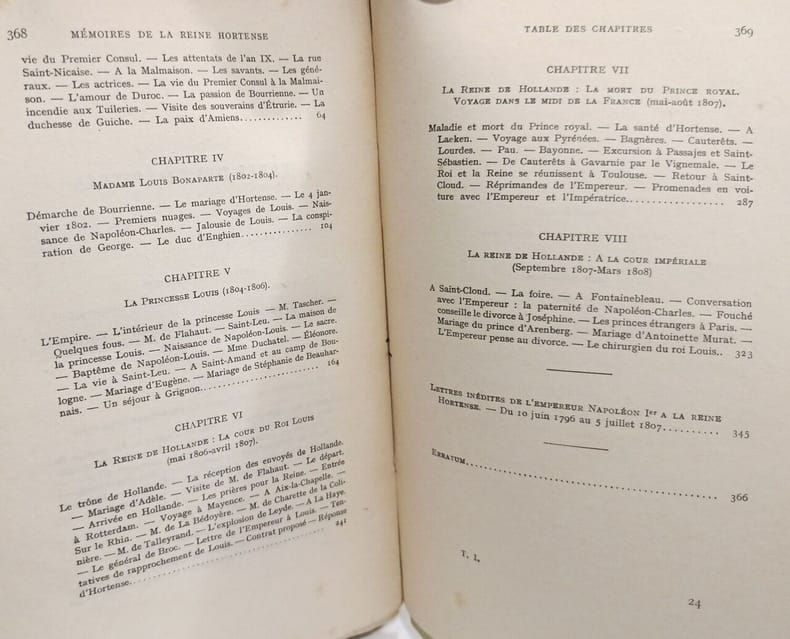 368 MÉMOIRES DE LA REINE HORTENSE
vie du Premier Consul. — Les attentats de l'an IX. — La rue
Saint-Nicaise. — A la Malmaison. — Les savants. — Les géné-
raux. — Les actrices. — La vie du Premier Consul à la Malmai-
son. — L'amour de Duroc. — La passion de Bourrienne. — Un
incendie aux Tuileries. — Visite des souverains d'Étrurie. — La
duchesse de Guiche. — La paix d'Amiens.............. 64
CHAPITRE IV
MADAME LOUIS BONAPARTE (1802-1804).
Démarche de Bourrienne. — Le mariage d'Hortense. — Le 4 jan-
vier 1802. — Premiers nuages. — Voyages de Louis. — Nais-
sance de Napoléon-Charles. — Jalousie de Louis. — La conspi-
ration de George. — Le duc d'Enghien................ 104
CHAPITRE V
LA PRINCESSE LOUIS (1804-1806).
L'Empire. — L'intérieur de la princesse Louis — M. Tascher. —
Quelques fous. — M. de Flahaut. — Saint-Leu. — La maison de
la princesse Louis. — Naissance de Napoléon-Louis. — Le sacre.
— Baptême de Napoléon-Louis. — Mme Duchatel. — Éléonore.
— La vie à Saint-Leu. — A Saint-Amand et au camp de Bou-
logne. — Mariage d'Eugène. — Mariage de Stéphanie de Beauhar-
nais. — Un séjour à Grignon...................... 164
CHAPITRE VI
LA REINE DE HOLLANDE : LA COUR DU ROI LOUIS
(mai 1806-avril 1807).
Le trône de Hollande. — La réception des envoyés de Hollande.
— Mariage d'Adèle. — Visite de M. de Flahaut. — Le départ.
— Arrivée en Hollande. — Les prières pour la Reine. — Entrée
à Rotterdam. — Voyage à Mayence. — A Aix-la-Chapelle. —
Sur le Rhin. — M. de La Bédoyère. — M. de Charette de la Coli-
nière. — M. de Talleyrand. — L'explosion de Leyde. — A La Haye.
— Le général de Broc. — Lettre de l'Empereur à Louis. — Ten-
tatives de rapprochement de Louis. — Contrat proposé — Réponse
d'Hortense.................................... 241
TABLE DES CHAPITRES 369
CHAPITRE VII
LA REINE DE HOLLANDE : LA MORT DU PRINCE ROYAL.
VOYAGE DANS LE MIDI DE LA FRANCE (mai-août 1807).
Maladie et mort du Prince royal. — La santé d'Hortense. — A
Laeken. — Voyage aux Pyrénées. — Bagnères. — Cauterêts. —
Lourdes. — Pau. — Bayonne. — Excursion à Passajes et Saint-
Sébastien. — De Cauterêts à Gavarnie par le Vignemale. — Le
Roi et la Reine se réunissent à Toulouse. — Retour à Saint-
Cloud. — Réprimandes de l'Empereur. — Promenades en voi-
ture avec l'Empereur et l'Impératrice.................. 287
CHAPITRE VIII
LA REINE DE HOLLANDE : A LA COUR IMPÉRIALE
(Septembre 1807-Mars 1808)
A Saint-Cloud. — La foire. — A Fontainebleau. — Conversation
avec l'Empereur : la paternité de Napoléon-Charles. — Fouché
conseille le divorce à Joséphine. — Les princes étrangers à Paris. —
Mariage du prince d'Arenberg. — Mariage d'Antoinette Murat. —
L'Empereur pense au divorce. — Le chirurgien du roi Louis.. 323
LETTRES INÉDITES DE L'EMPEREUR NAPOLÉON Ier A LA REINE
HORTENSE. — Du 10 juin 1796 au 5 juillet 1807.......... 345
ERRATUM............................................ 366
T. I.
24